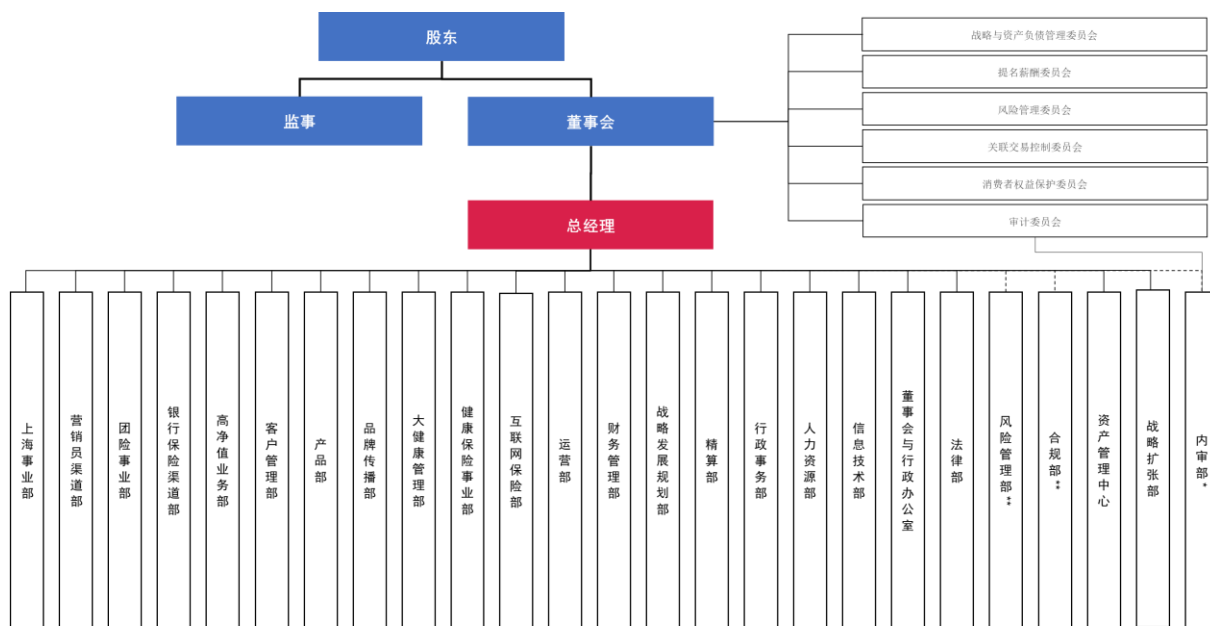 股东
监事
董事会
战略与资产负债管理委员会
提名薪酬委员会
风险管理委员会
关联交易控制委员会
消费者权益保护委员会
审计委员会
总经理
上海事业部
营销员渠道部
团险事业部
银行保险渠道部
高净值业务部
客户管理部
产品部
品牌传播部
大健康管理部
健康保险事业部
互联网保险部
运营部
财务管理部
战略发展规划部
精算部
行政事务部
人力资源部
信息技术部
董事会与行政办公室
法律部
风险管理部**
合规部**
资产管理中心
战略扩张部
内审部*